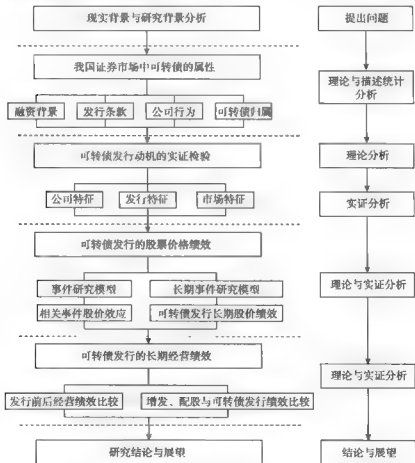 现实背景与研究背景分析
提出问题
我国证券市场中可转债的属性
理论与描述统计
分析
融资背景 发行条款 公司行为 可转债归属
可转债发行动机的实证检验
理论分析
公司特征 发行特征 市场特征
实证分析
可转债发行的股票价格绩效
事件研究模型 长期事件研究模型
理论与实证分析
相关事件股价效应 可转债发行长期股价绩效
可转债发行的长期经营绩效
理论与实证分析
发行前后经营绩效比较 增发、配股与可转债发行绩效比较
研究结论与展望
结论与展望